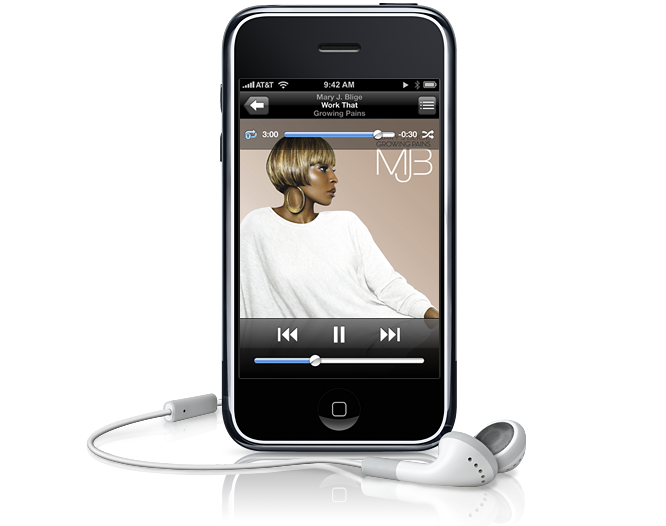 AT&T 9:42 AM
Mary J. Blige
Work That
Growing Pains
3:00 -0:30
GROWING PAINS
MJB